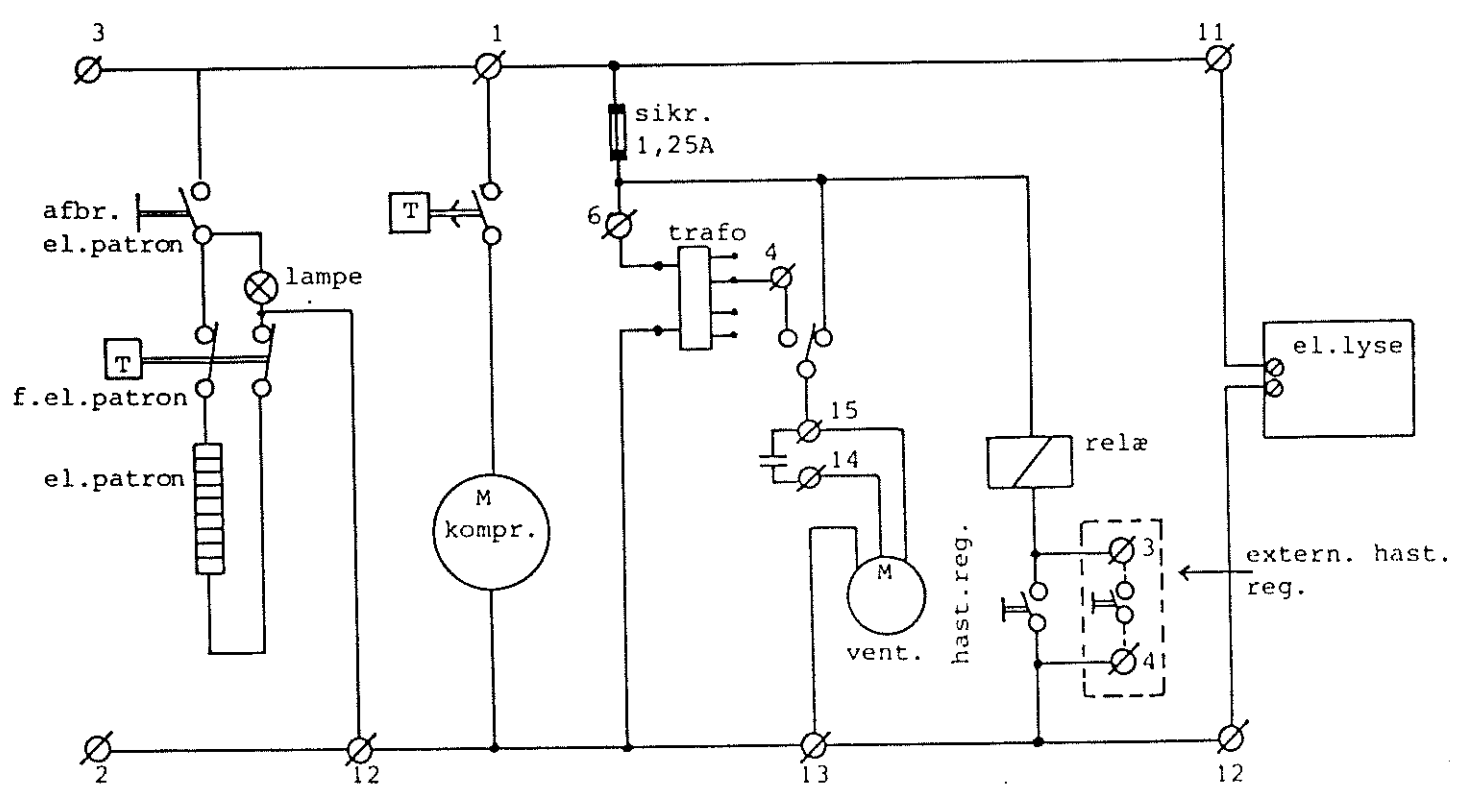 3
1
11
sikr.
1,25A
afbr.
el.patron
T
6
trafo
4
lampe
el.lyse
T
f.el.patron
15
relæ
el.patron
14
M
kompr.
hast.reg.
3
extern. hast.
reg.
M
vent.
4
2
12
13
12